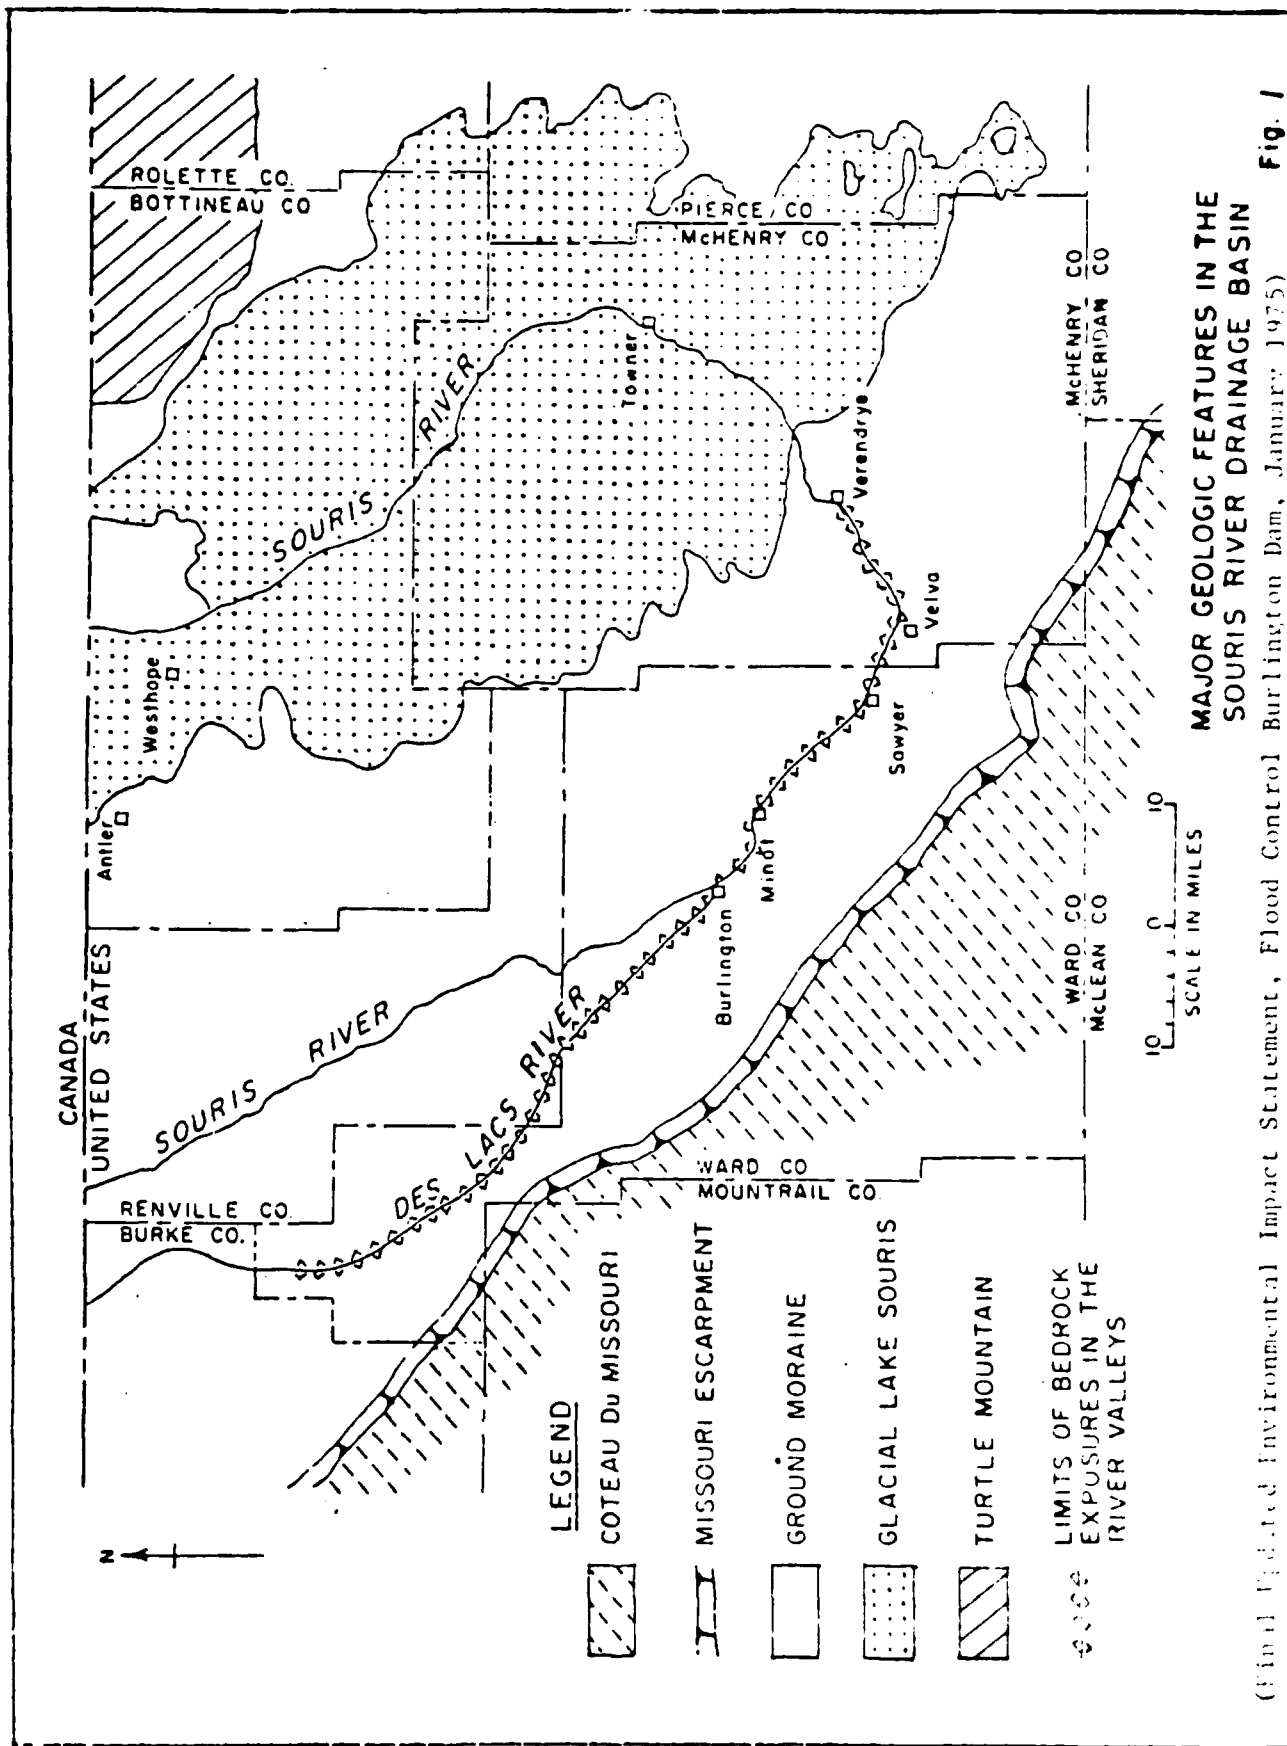 CANADA
UNITED STATES
ROLETTE CO.
BOTTINEAU CO
RENVILLE CO.
BURKE CO.
Antler
Westhope
SOURIS RIVER
SOURIS RIVER
DES LACS RIVER
PIERCE CO
McHENRY CO
Towner
Verendrye
Velva
Sawyer
Minot
Burlington
WARD CO
MOUNTRAIL CO.
WARD CO
McLEAN CO
McHENRY CO
SHERIDAN CO
N
LEGEND
COTEAU Du MISSOURI
MISSOURI ESCARPMENT
GROUND MORAINE
GLACIAL LAKE SOURIS
TURTLE MOUNTAIN
LIMITS OF BEDROCK
EXPOSURES IN THE
RIVER VALLEYS
10 0 10
SCALE IN MILES
MAJOR GEOLOGIC FEATURES IN THE
SOURIS RIVER DRAINAGE BASIN
Fig. 1
Environmental Impact Statement, Flood Control Burlington Dam, January 1975)